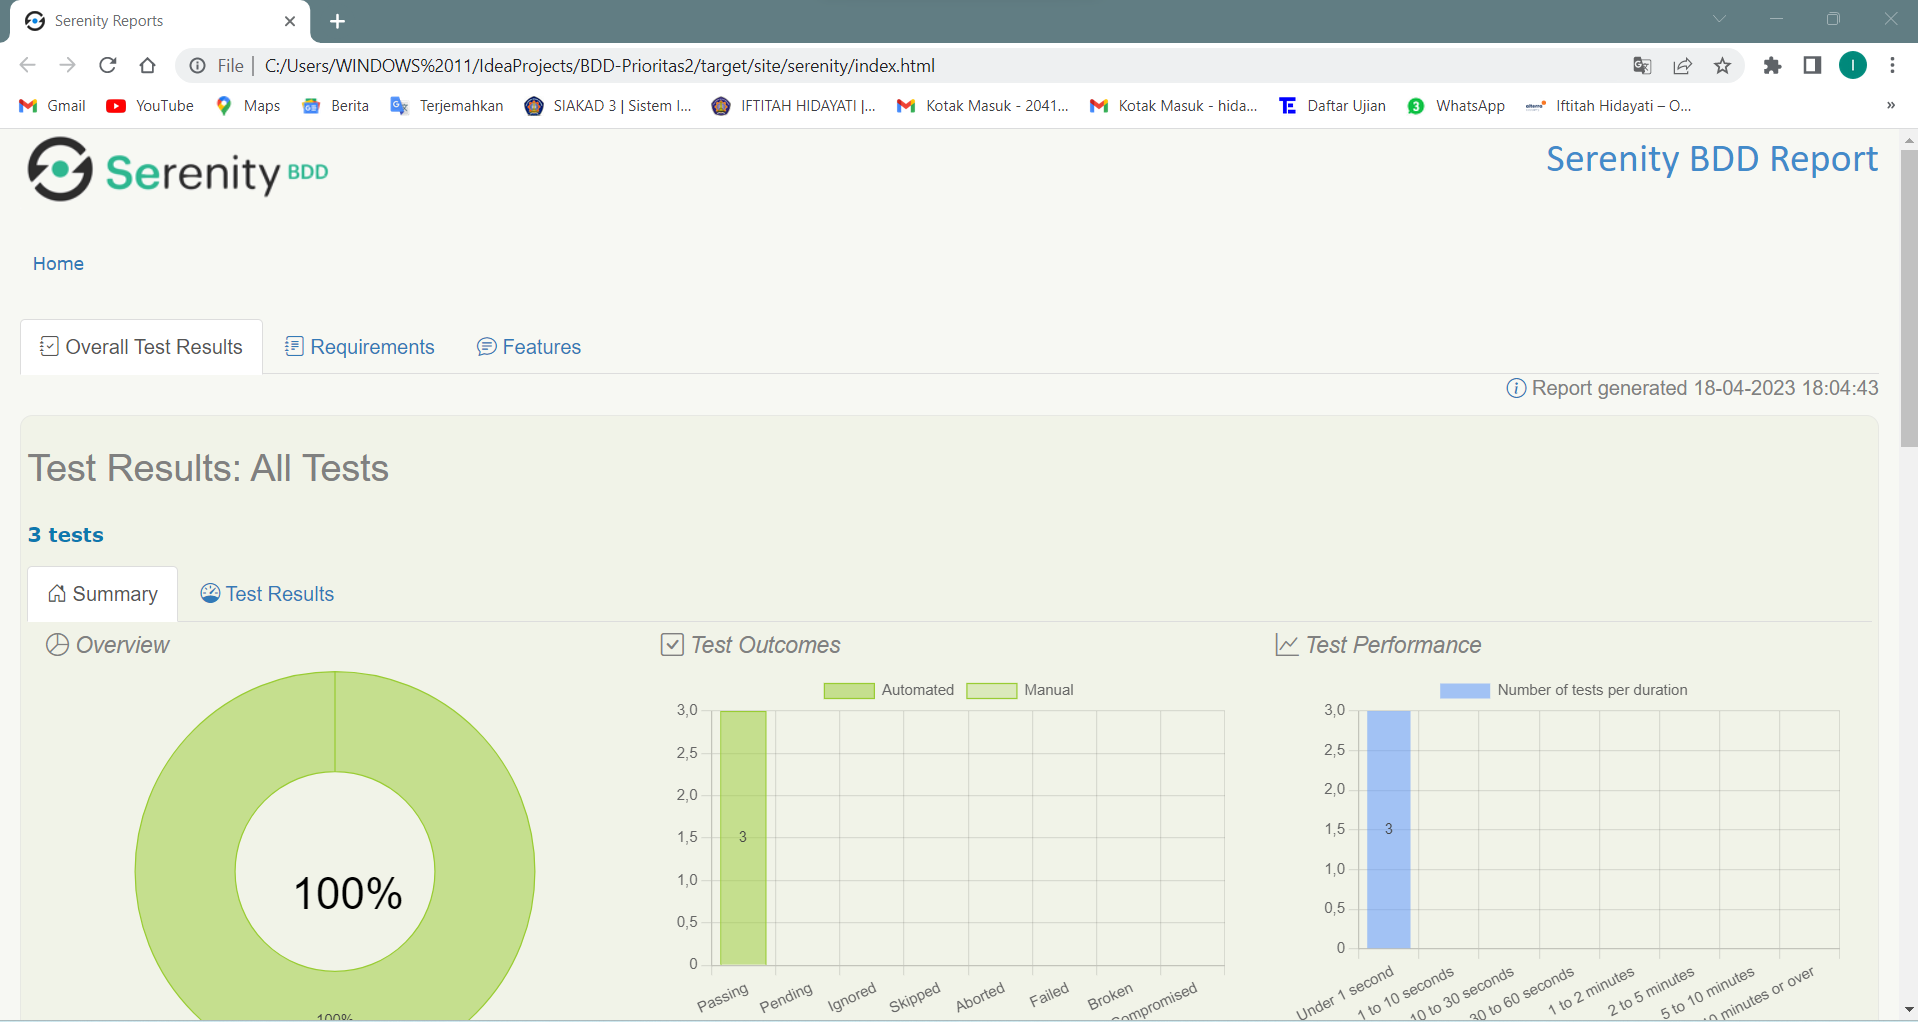 Serenity Reports
File
C:/Users/WINDOWS%2011/IdeaProjects/BDD-Prioritas2/target/site/serenity/index.html
I
Gmail YouTube Maps Berita Terjemahkan SIAKAD 3 | Sistem I... IFTITAH HIDAYATI |... Kotak Masuk - 2041... Kotak Masuk - hida... TE Daftar Ujian 3 WhatsApp Iftitah Hidayati – O... »
Serenity BDD
Serenity BDD Report
Home
Overall Test Results Requirements Features
Report generated 18-04-2023 18:04:43
Test Results: All Tests
3 tests
Summary Test Results
Overview
100%
100%
Test Outcomes
Automated Manual
3,0
2,5
2,0
1,5
1,0
0,5
0
3
Passing Pending Ignored Skipped Aborted Failed Broken
Test Performance
Number of tests per duration
3,0
2,5
2,0
1,5
1,0
0,5
0
3
Under 1 second 1 to 10 seconds 10 to 30 seconds 30 to 60 seconds 1 to 2 minutes 2 to 5 minutes 5 to 10 minutes minutes or over